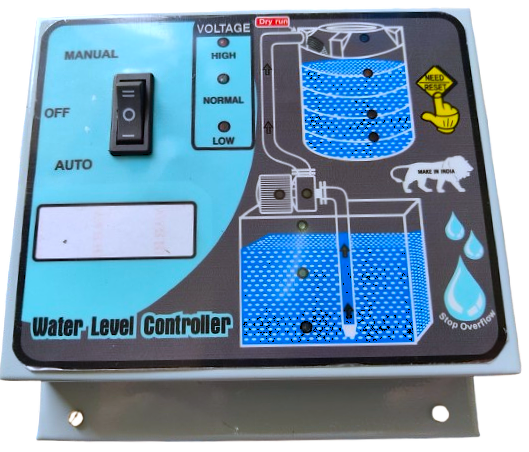 VOLTAGE
Dry run
MANUAL
HIGH
NEED
RESET
NORMAL
OFF
LOW
AUTO
MAKE IN INDIA
Water Level Controller
Stop Overflow